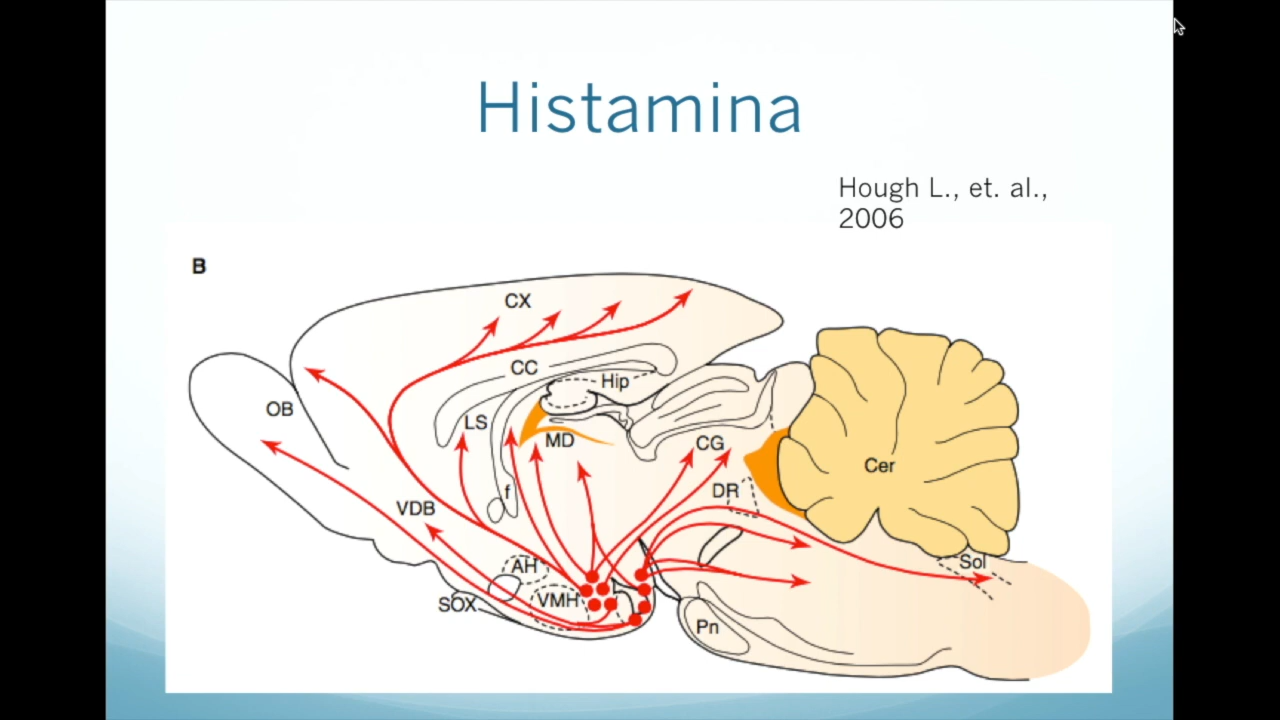 Histamina
Hough L., et. al.,
2006
B
CX
CC
Hip
OB
LS
MD
CG
Cer
DR
f
VDB
AH
Sol
VMH
SOX
Pn